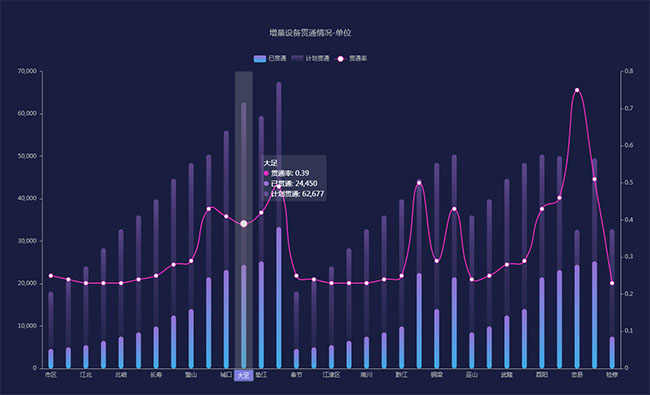 增量设备贯通情况-单位
已贯通 计划贯通 贯通率
70,000 0.8
60,000 0.7
50,000 0.6
0.5
40,000
大足
贯通率: 0.39
已贯通: 24,450
计划贯通: 62,677
0.4
30,000
0.3
20,000
0.2
10,000 0.1
0 0
市区 江北 北碚 长寿 璧山 城口 大足 垫江 奉节 江津区 南川 黔江 铜梁 巫山 武隆 酉阳 忠县 检修